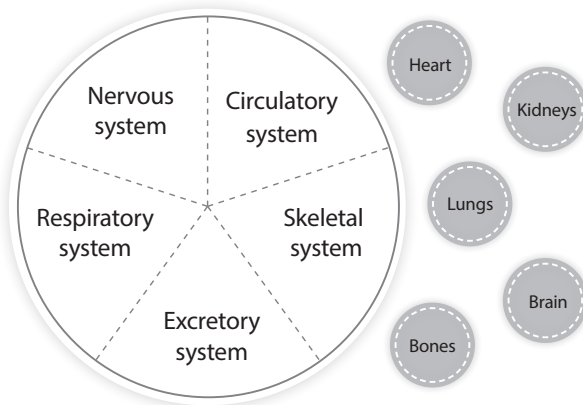 Nervous
system
Circulatory
system
Respiratory
system
Skeletal
system
Excretory
system
Heart
Kidneys
Lungs
Brain
Bones